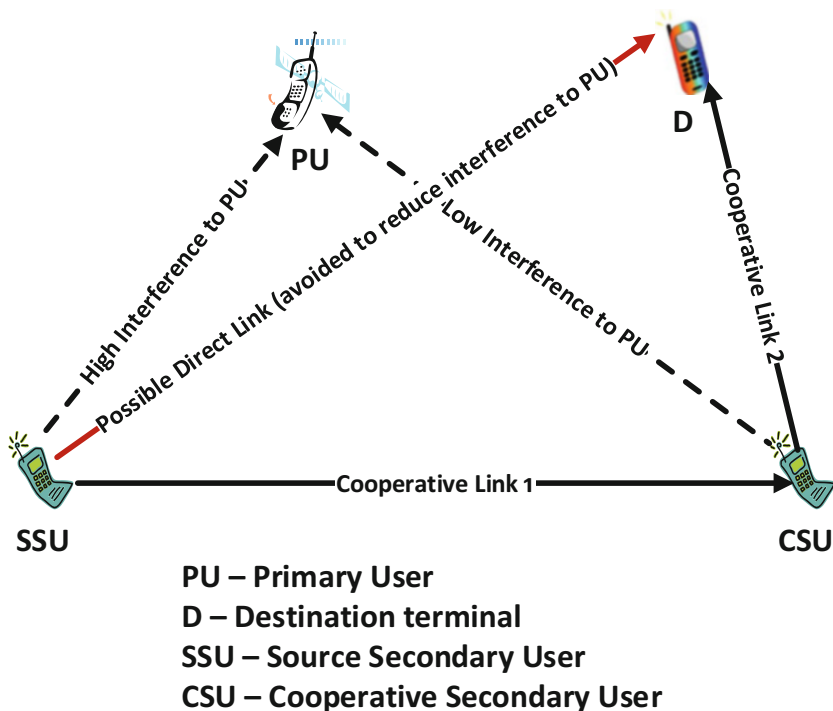 PU
D
High Interference to PU
Possible Direct Link (avoided to reduce interference to PU)
Low Interference to PU
Cooperative Link 2
Cooperative Link 1
SSU
CSU
PU – Primary User
D – Destination terminal
SSU – Source Secondary User
CSU – Cooperative Secondary User